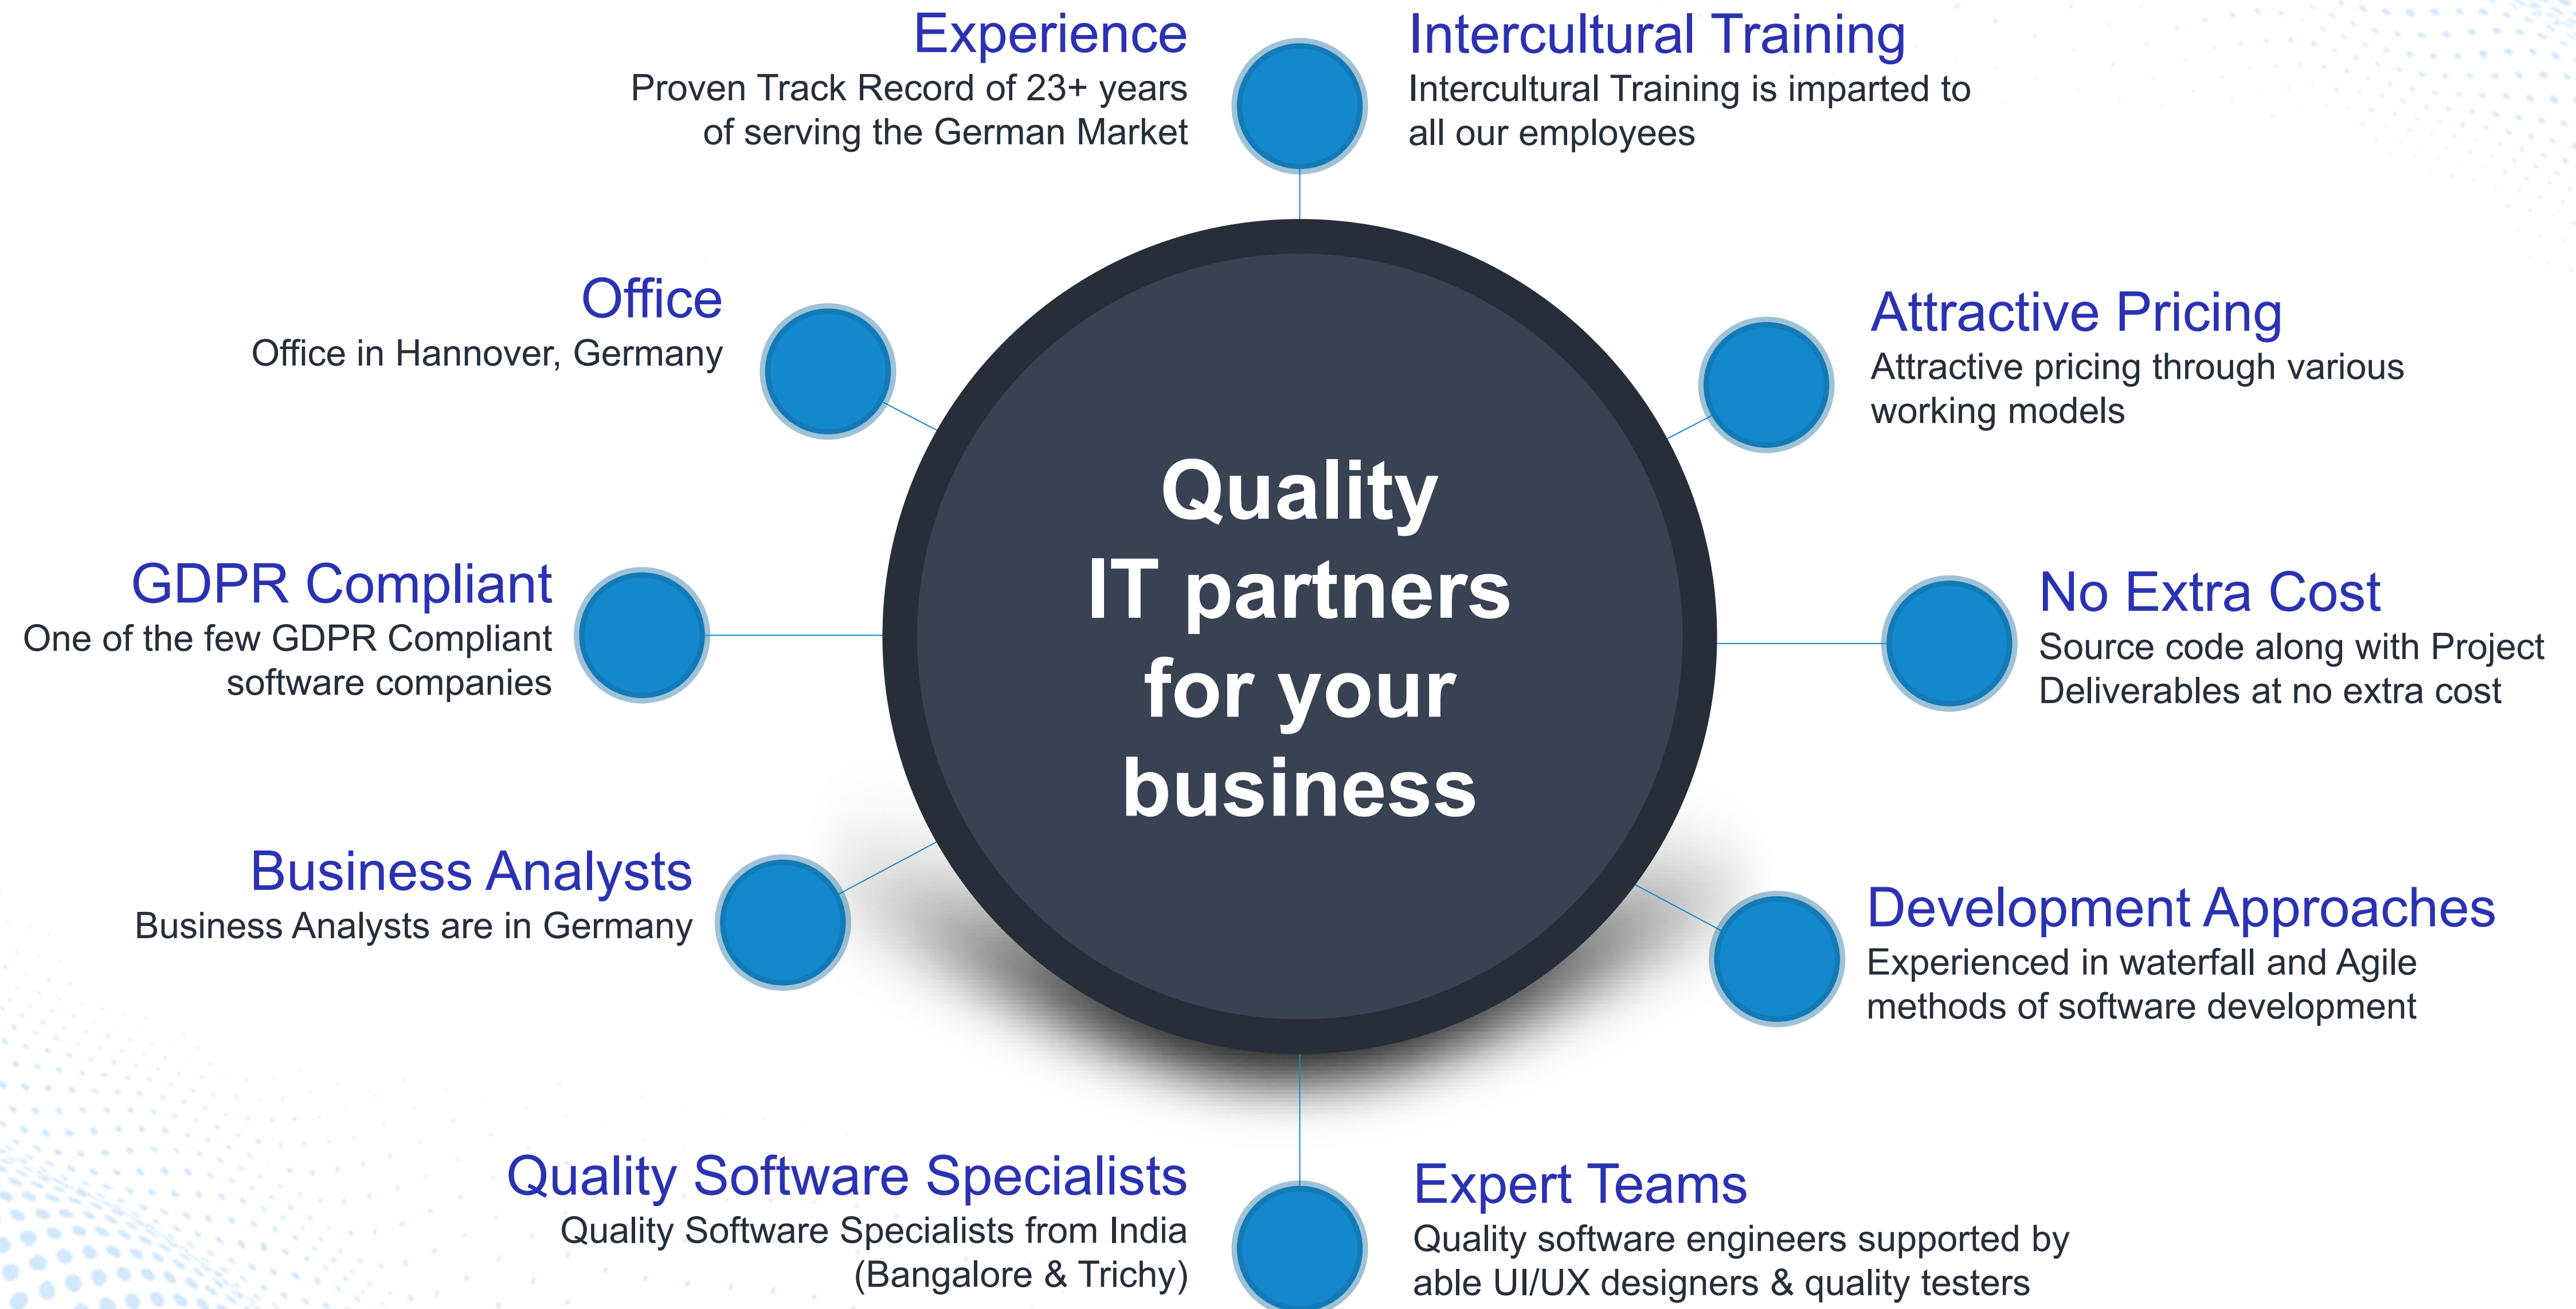 Experience
Proven Track Record of 23+ years
of serving the German Market
Intercultural Training
Intercultural Training is imparted to
all our employees
Office
Office in Hannover, Germany
Attractive Pricing
Attractive pricing through various
working models
Quality
IT partners
for your
business
GDPR Compliant
One of the few GDPR Compliant
software companies
No Extra Cost
Source code along with Project
Deliverables at no extra cost
Business Analysts
Business Analysts are in Germany
Development Approaches
Experienced in waterfall and Agile
methods of software development
Quality Software Specialists
Quality Software Specialists from India
(Bangalore & Trichy)
Expert Teams
Quality software engineers supported by
able UI/UX designers & quality testers